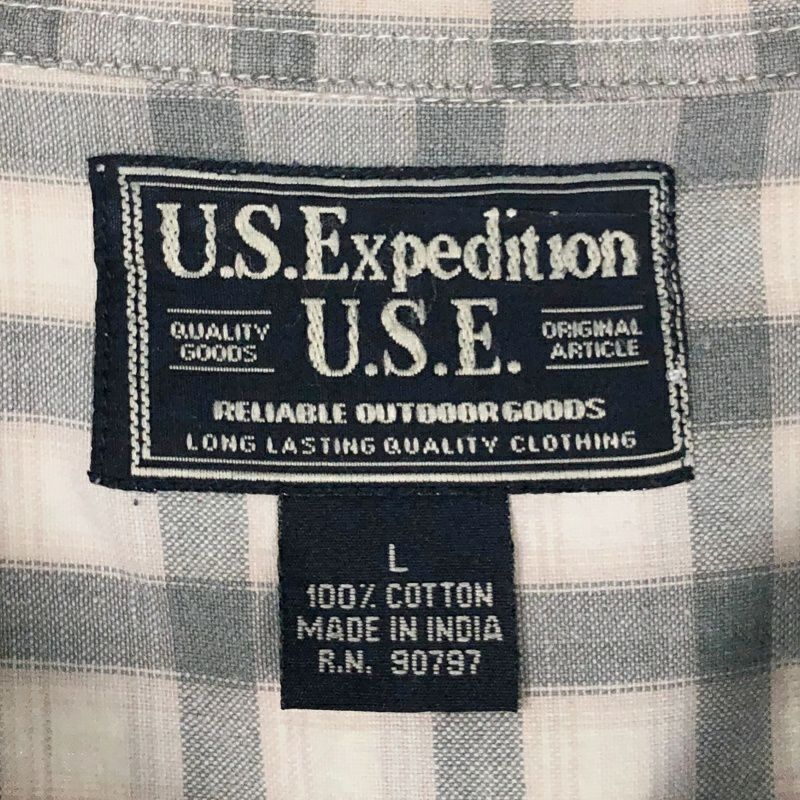 U.S.Expedition
QUALITY GOODS
U.S.E.
ORIGINAL ARTICLE
RELIABLE OUTDOOR GOODS
LONG LASTING QUALITY CLOTHING
L
100% COTTON
MADE IN INDIA
R.N. 90797